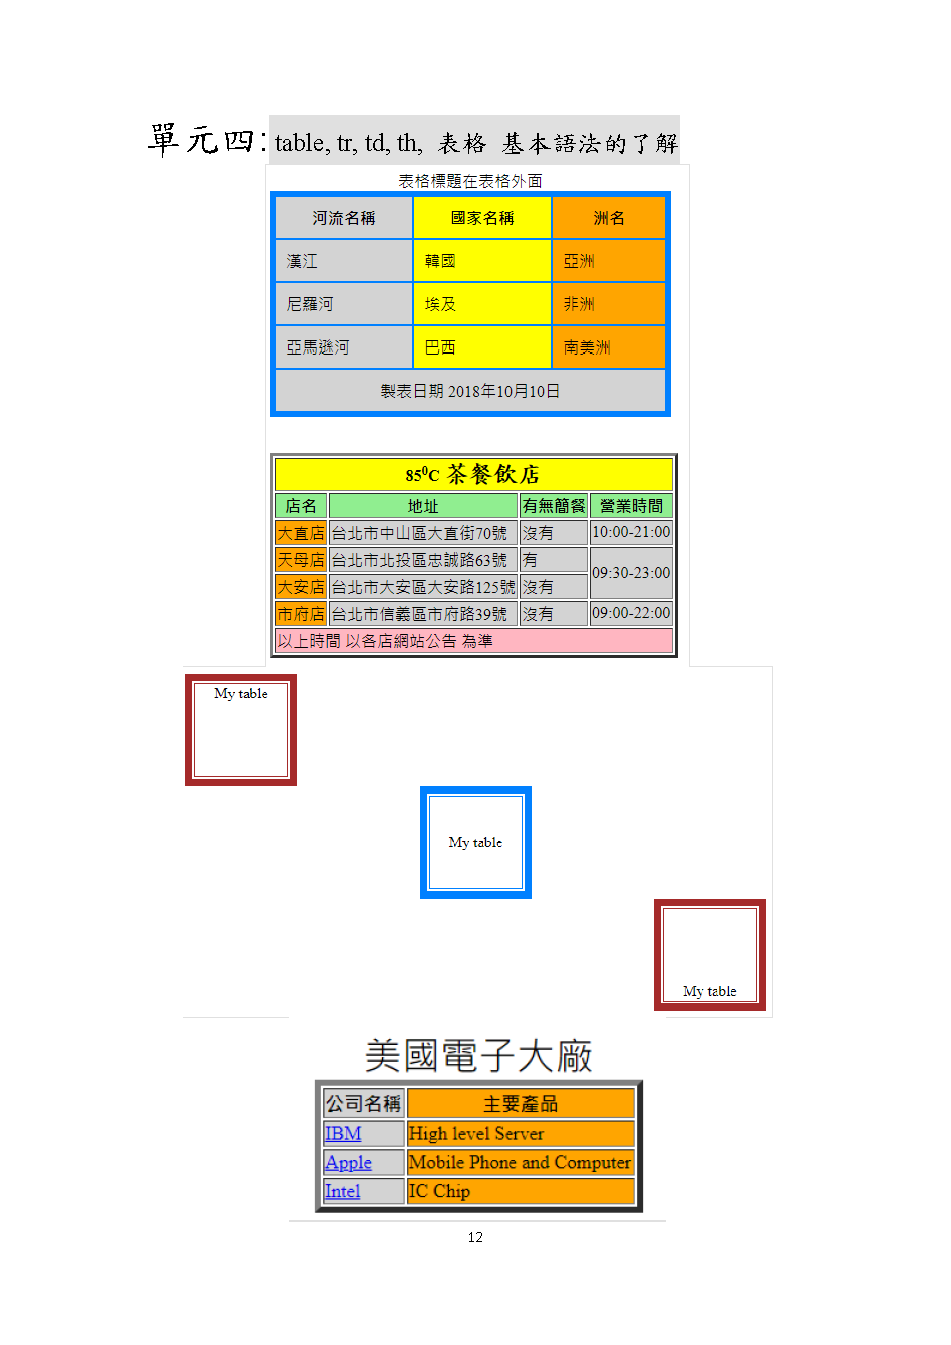 單元四: table, tr, td, th, 表格 基本語法的了解
表格標題在表格外面
河流名稱 國家名稱 洲名
漢江 韓國 亞洲
尼羅河 埃及 非洲
亞馬遜河 巴西 南美洲
製表日期 2018年10月10日
85⁰C 茶餐飲店
店名 地址 有無簡餐 營業時間
大直店 台北市中山區大直街70號 沒有 10:00-21:00
天母店 台北市北投區忠誠路63號 有 09:30-23:00
大安店 台北市大安區大安路125號 沒有
市府店 台北市信義區市府路39號 沒有 09:00-22:00
以上時間 以各店網站公告 為準
My table
My table
My table
美國電子大廠
公司名稱 主要產品
IBM High level Server
Apple Mobile Phone and Computer
Intel IC Chip
12